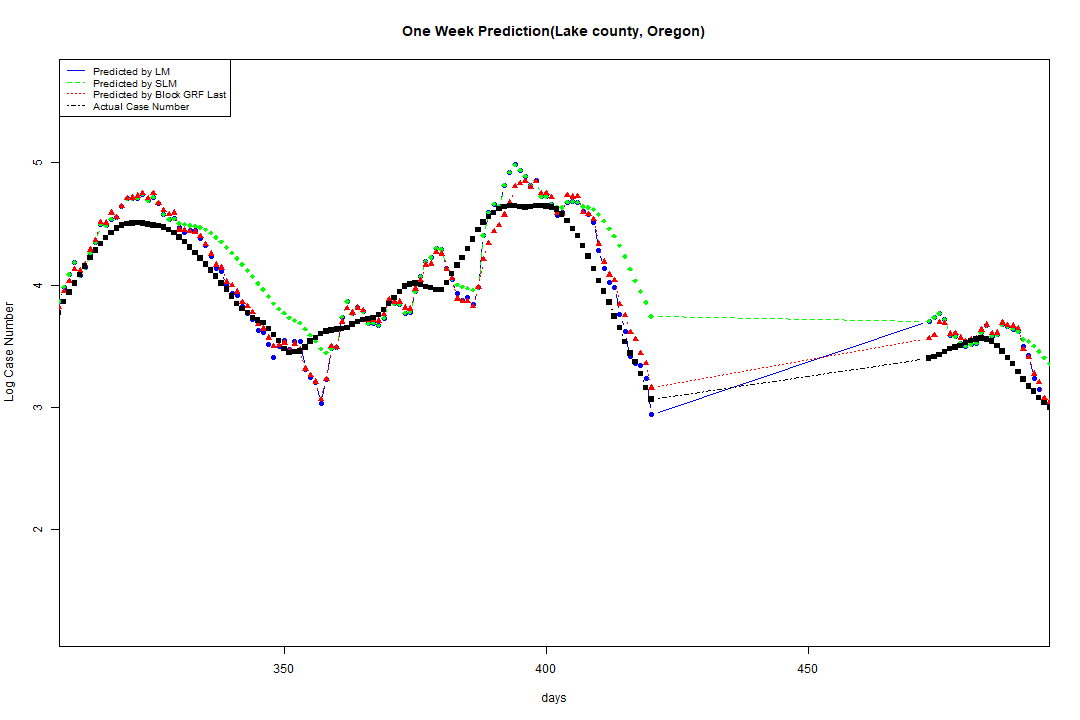 One Week Prediction(Lake county, Oregon)
Predicted by LM
Predicted by SLM
Predicted by Block GRF Last
Actual Case Number
5
4
3
2
Log Case Number
350 400 450
days